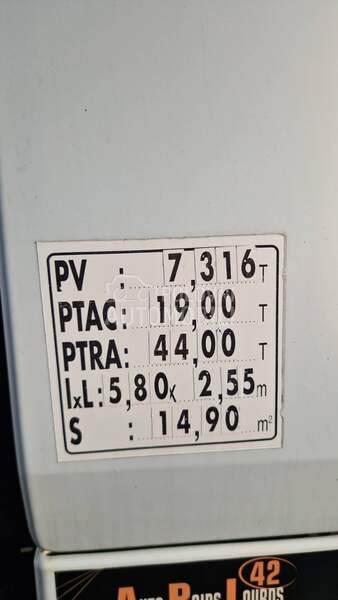 PV : 7,316 T
PTAC: 19,00 T
PTRA: 44,00 T
lxL: 5,80 x 2,55 m
S : 14,90 m²
42